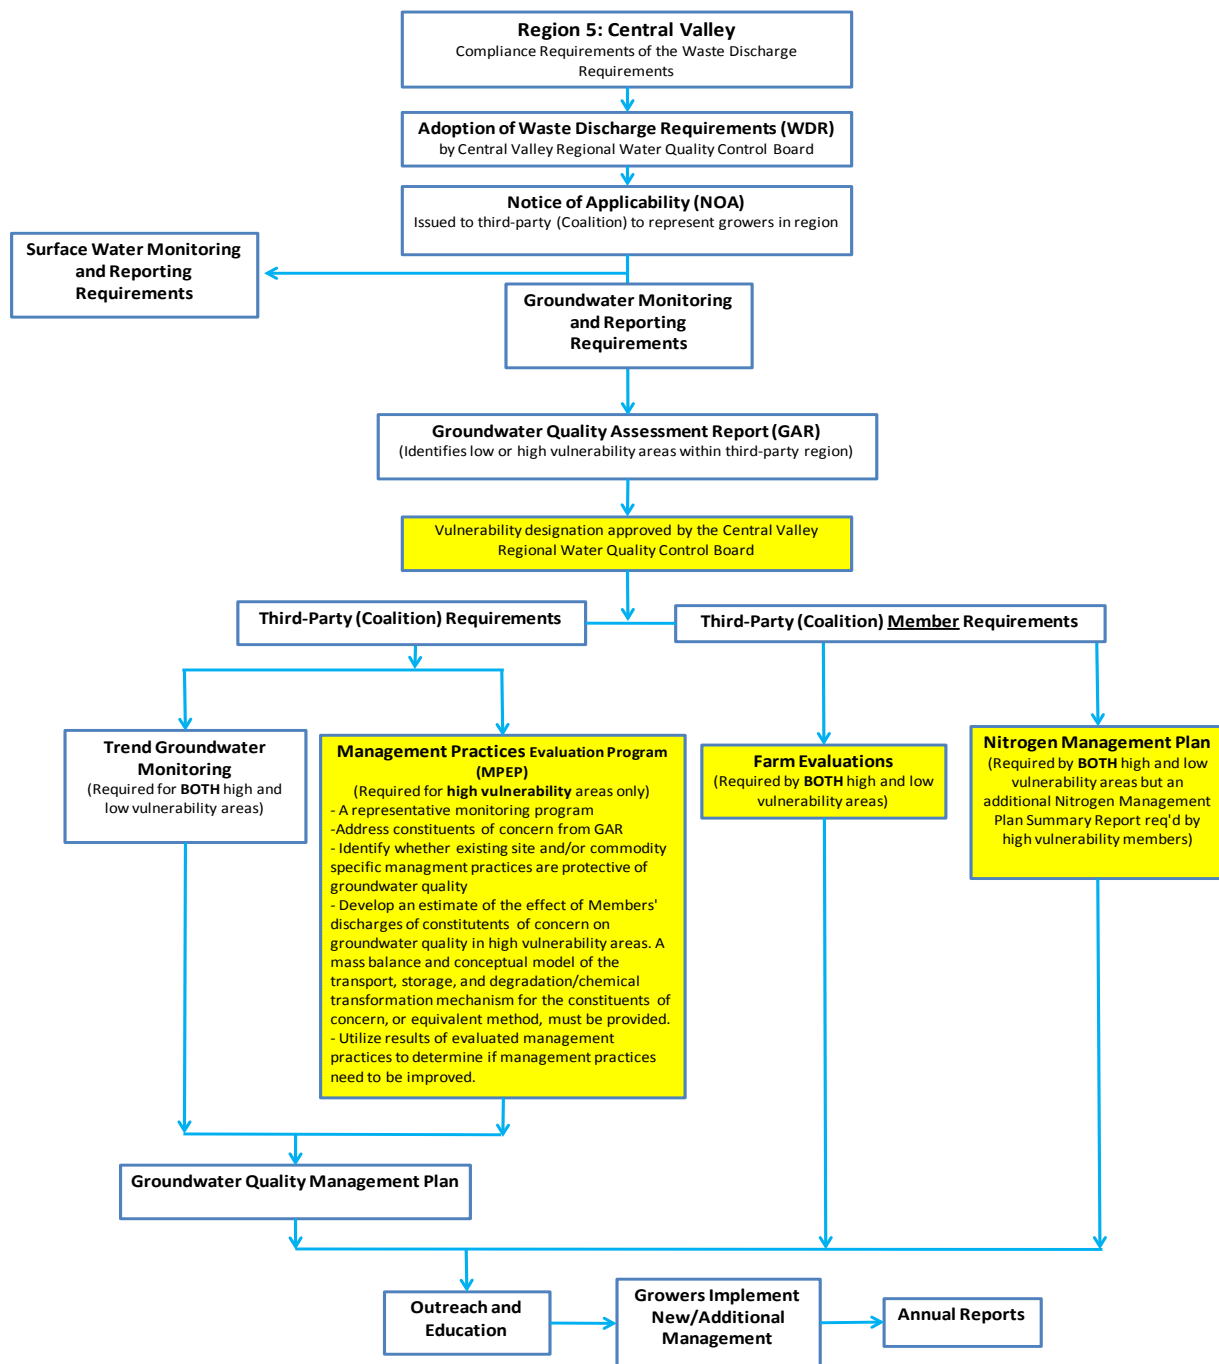 Region 5: Central Valley
Compliance Requirements of the Waste Discharge
Requirements
Adoption of Waste Discharge Requirements (WDR)
by Central Valley Regional Water Quality Control Board
Notice of Applicability (NOA)
Issued to third-party (Coalition) to represent growers in region
Surface Water Monitoring
and Reporting
Requirements
Groundwater Monitoring
and Reporting
Requirements
Groundwater Quality Assessment Report (GAR)
(Identifies low or high vulnerability areas within third-party region)
Vulnerability designation approved by the Central Valley
Regional Water Quality Control Board
Third-Party (Coalition) Requirements
Third-Party (Coalition) Member Requirements
Trend Groundwater
Monitoring
(Required for BOTH high and
low vulnerability areas)
Management Practices Evaluation Program
(MPEP)
(Required for high vulnerability areas only)
- A representative monitoring program
-Address constituents of concern from GAR
- Identify whether existing site and/or commodity
specific managment practices are protective of
groundwater quality
- Develop an estimate of the effect of Members'
discharges of constitutents of concern on
groundwater quality in high vulnerability areas. A
mass balance and conceptual model of the
transport, storage, and degradation/chemical
transformation mechanism for the constituents of
concern, or equivalent method, must be provided.
- Utilize results of evaluated management
practices to determine if management practices
need to be improved.
Farm Evaluations
(Required by BOTH high and low
vulnerability areas)
Nitrogen Management Plan
(Required by BOTH high and low
vulnerability areas but an
additional Nitrogen Management
Plan Summary Report req'd by
high vulnerability members)
Groundwater Quality Management Plan
Outreach and
Education
Growers Implement
New/Additional
Management
Annual Reports